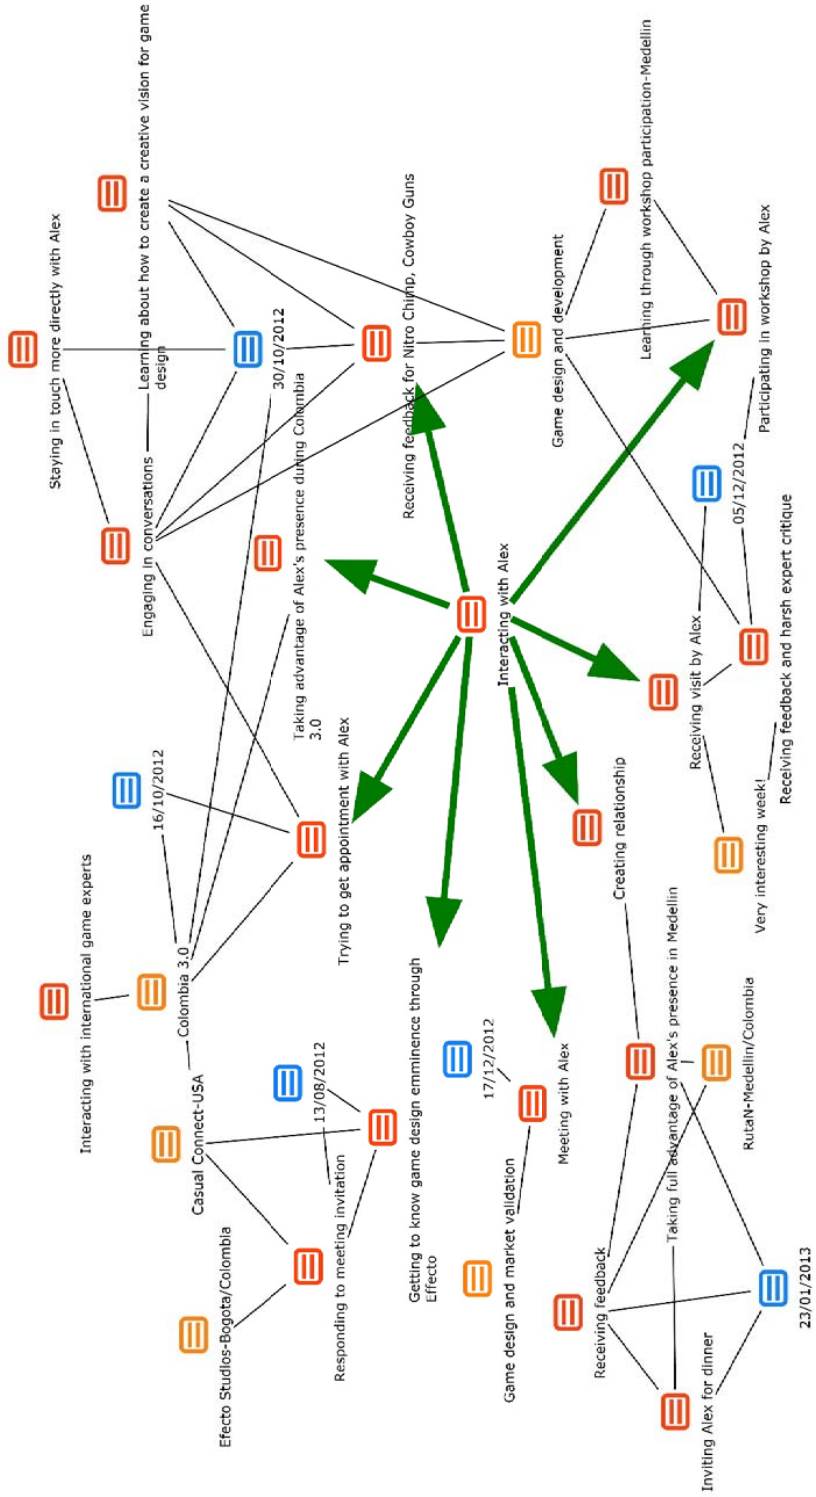 Staying in touch more directly with Alex
Interacting with international game experts
Engaging in conversations
Learning about how to create a creative vision for game
design
16/10/2012
Colombia 3.0
Casual Connect-USA
Efecto Studios-Bogota/Colombia
30/10/2012
Taking advantage of Alex's presence during Colombia
3.0
13/08/2012
Responding to meeting invitation
Trying to get appointment with Alex
Receiving feedback for Nitro Chimp, Cowboy Guns
Getting to know game design emminence through
Effecto
17/12/2012
Interacting with Alex
Game design and market validation
Game design and development
Meeting with Alex
Receiving feedback
Creating relationship
Learning through workshop participation-Medellin
Taking full advantage of Alex's presence in Medellin
Receiving visit by Alex
Inviting Alex for dinner
05/12/2012
RutaN-Medellin/Colombia
Very interesting week!
Participating in workshop by Alex
Receiving feedback and harsh expert critique
23/01/2013